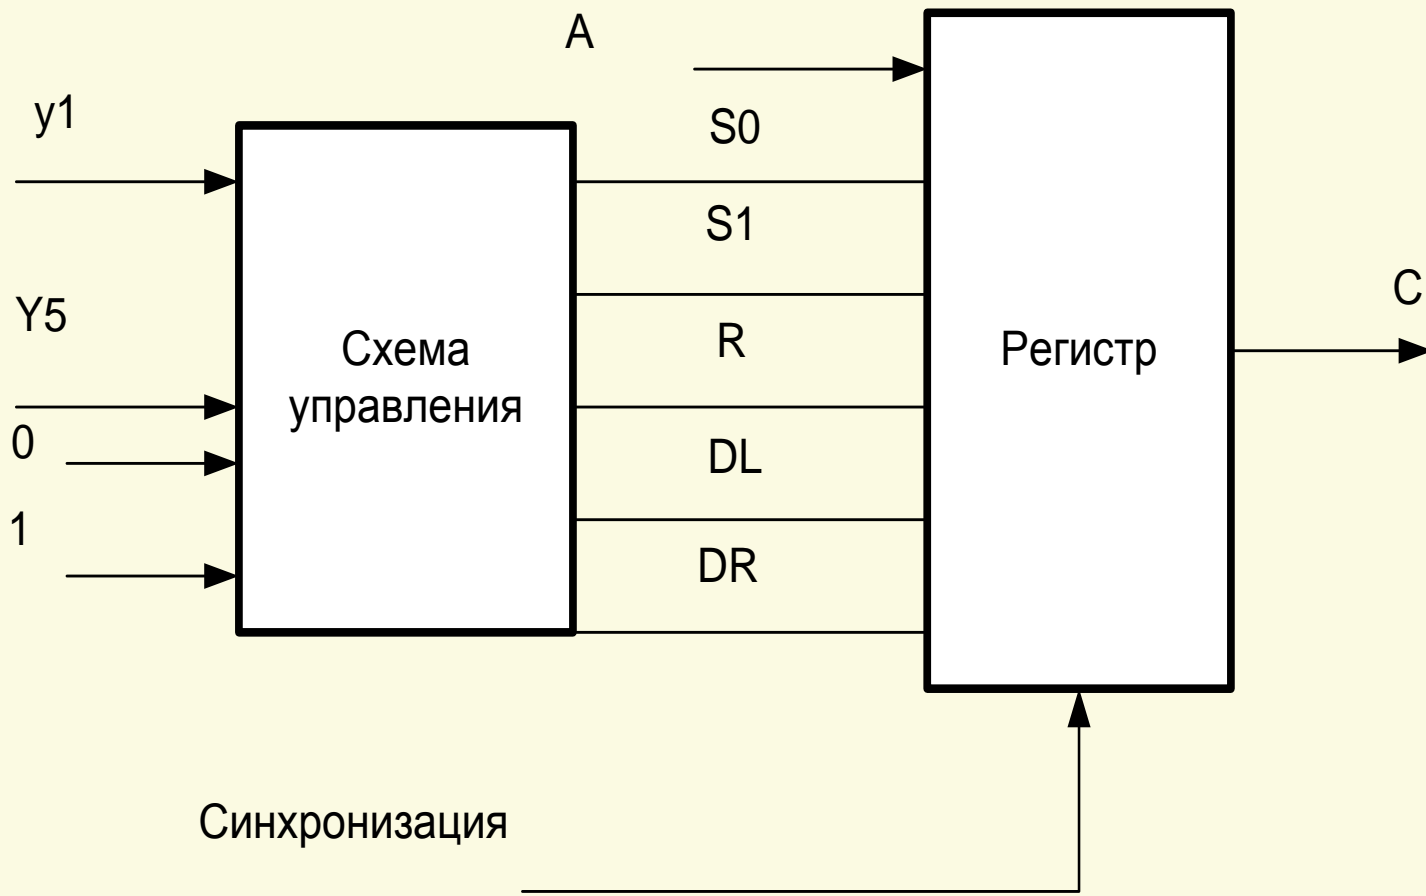 A
y1
S0
S1
C
Y5
R
Схема
управления
Регистр
0
DL
1
DR
Синхронизация